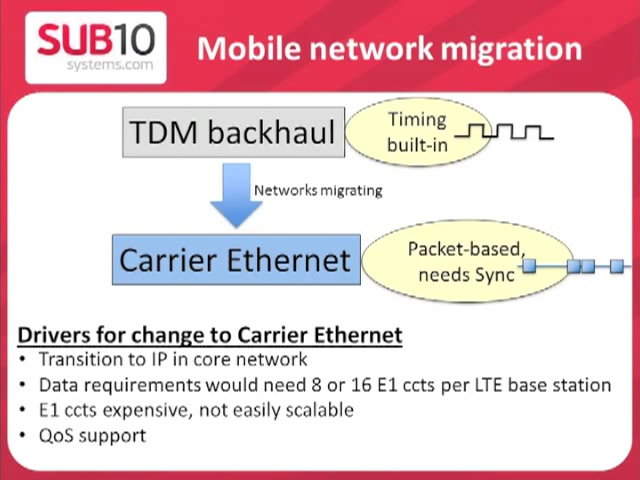 SUB10
systems.com
Mobile network migration
TDM backhaul
Timing
built-in
Networks migrating
Carrier Ethernet
Packet-based,
needs Sync
Drivers for change to Carrier Ethernet
• Transition to IP in core network
• Data requirements would need 8 or 16 E1 ccts per LTE base station
• E1 ccts expensive, not easily scalable
• QoS support